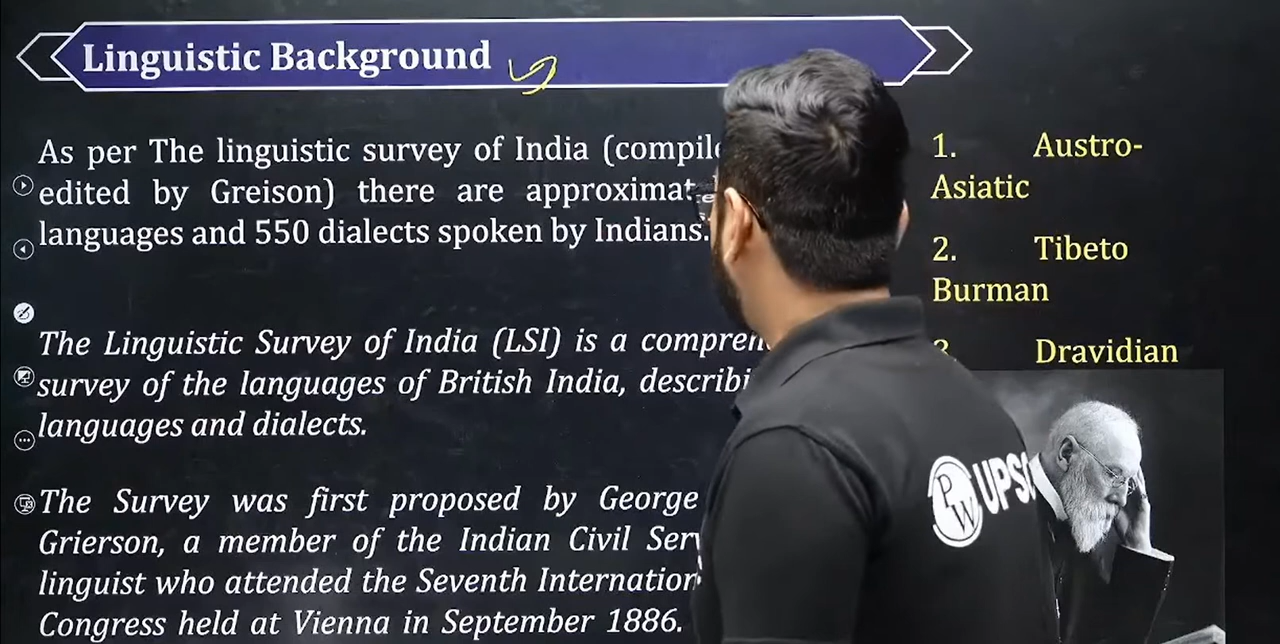 Linguistic Background
As per The linguistic survey of India (compile
edited by Greison) there are approximat
languages and 550 dialects spoken by Indians.
The Linguistic Survey of India (LSI) is a compreh
survey of the languages of British India, describi
languages and dialects.
The Survey was first proposed by George
Grierson, a member of the Indian Civil Ser
linguist who attended the Seventh Internation
Congress held at Vienna in September 1886.
1. Austro-
Asiatic
2. Tibeto
Burman
3. Dravidian
PW UPSC